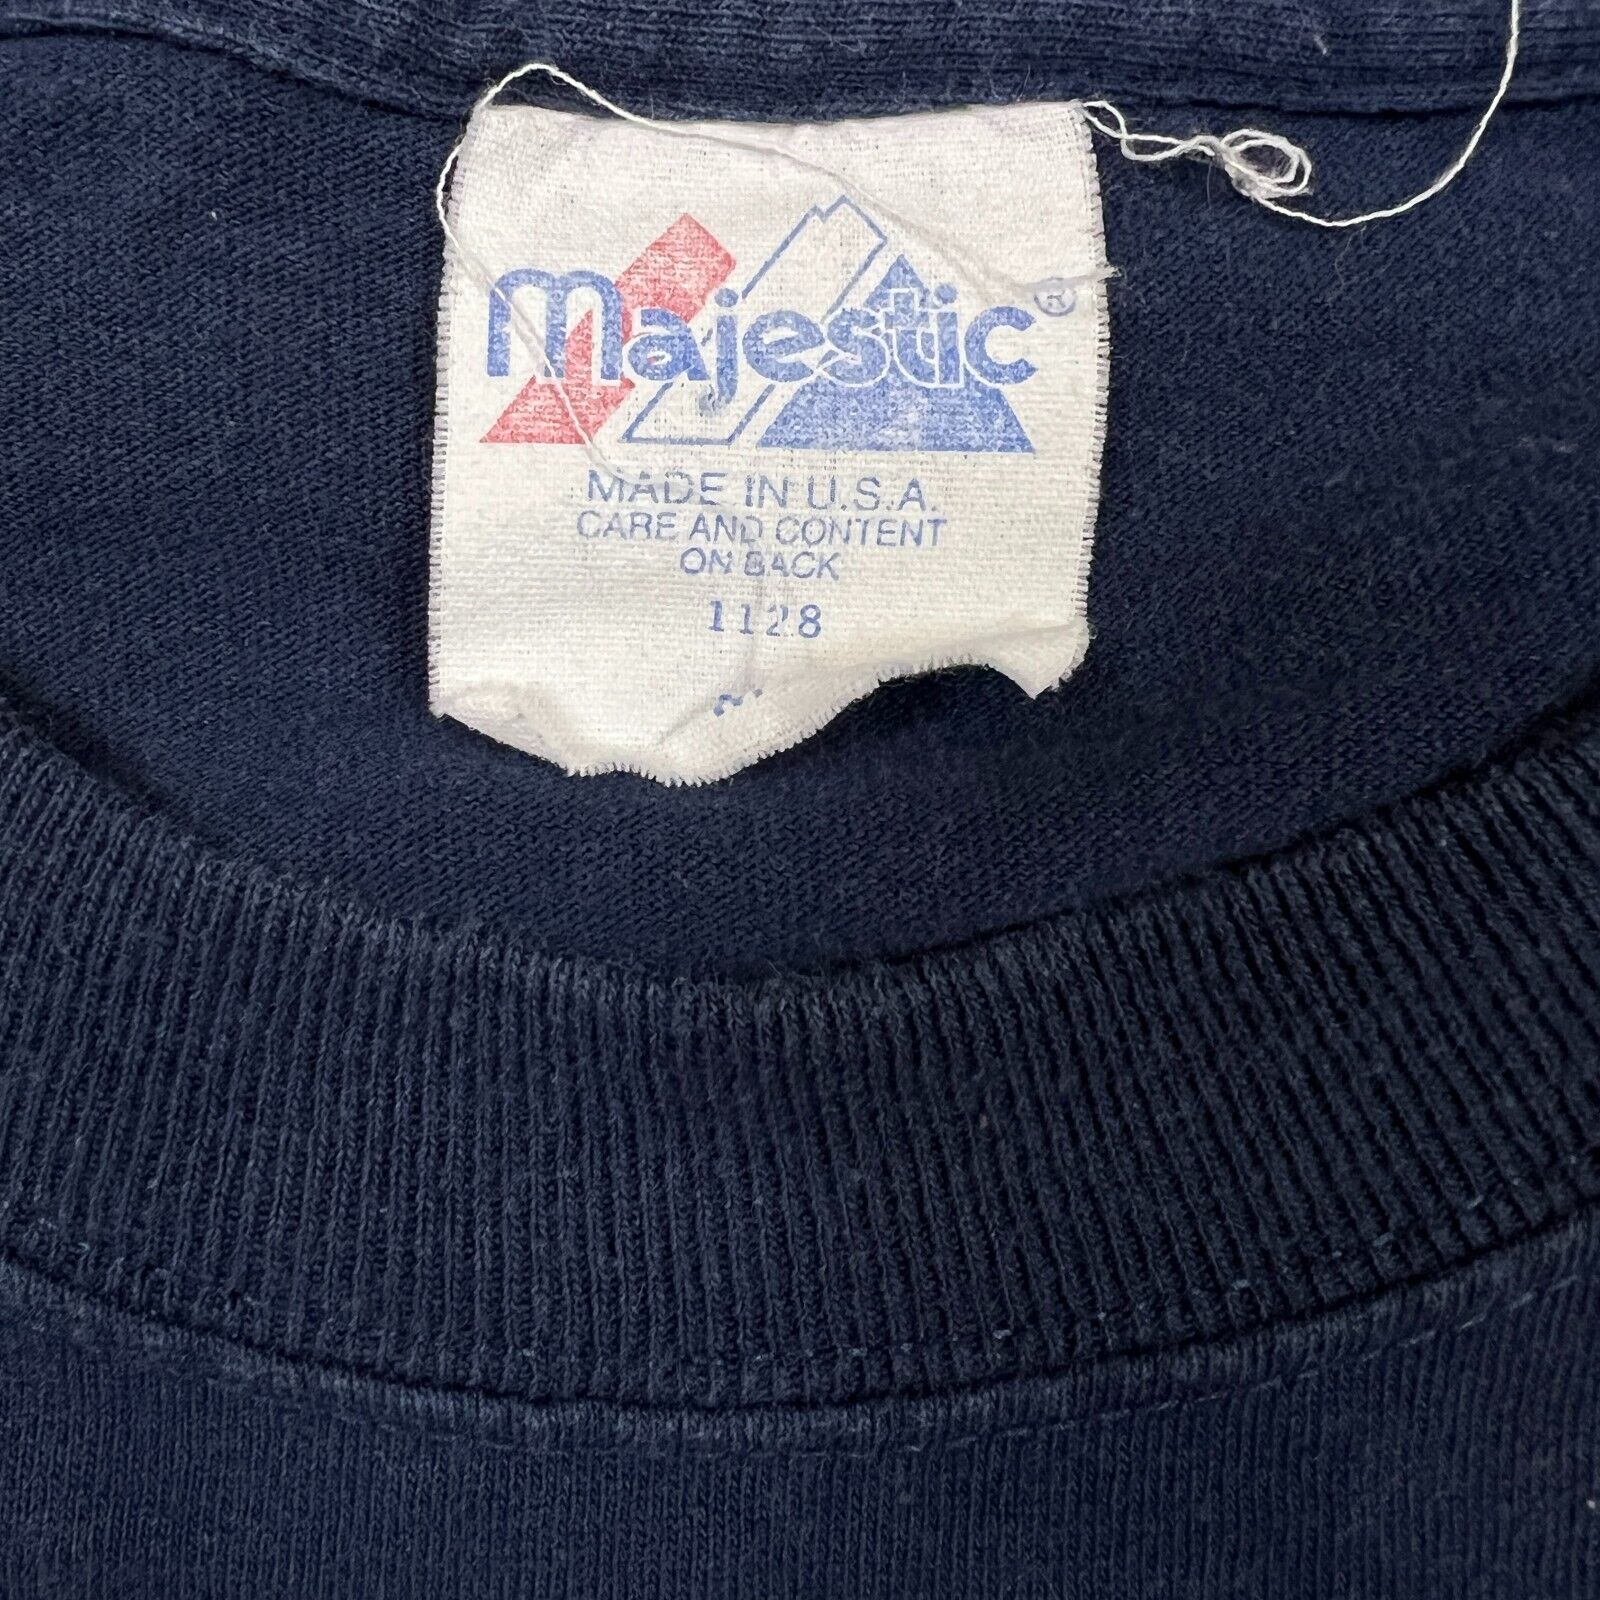 majestic ®
MADE IN U.S.A.
CARE AND CONTENT
ON BACK
1128